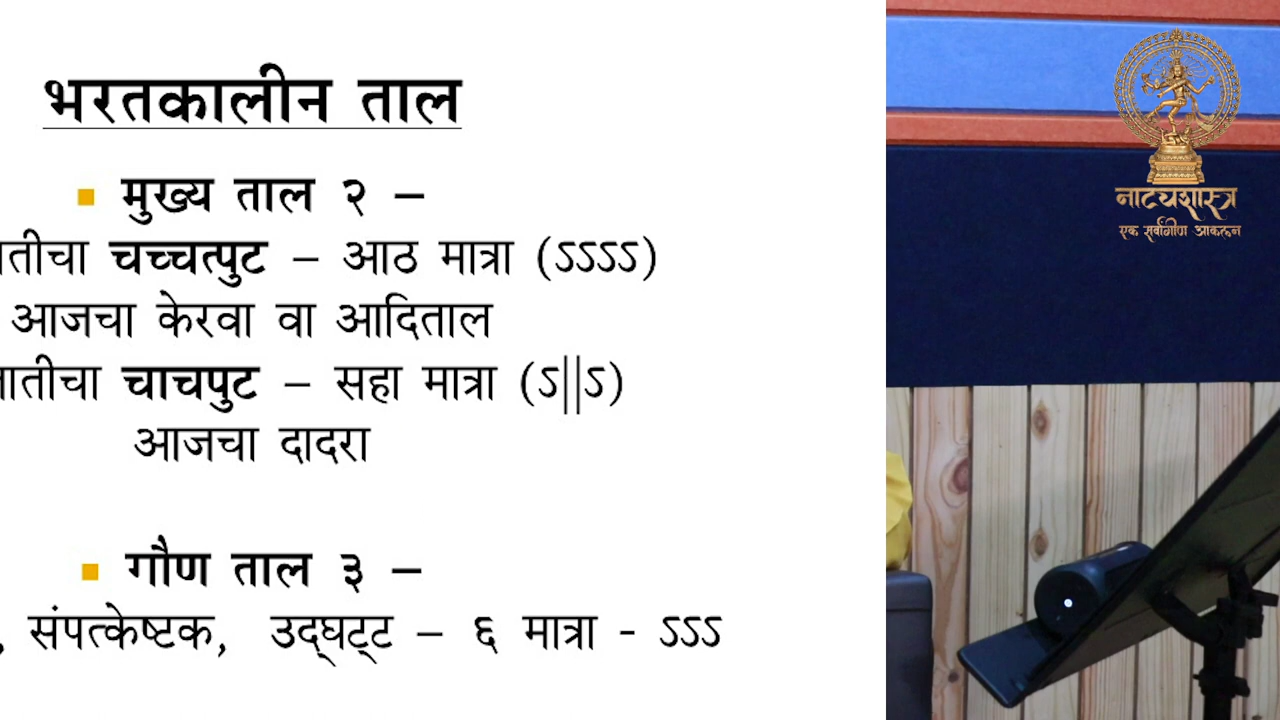 भरतकालीन ताल
▪ मुख्य ताल २ –
चच्चत्पुट – आठ मात्रा (ऽऽऽऽ)
आजचा केरवा वा आदिताल
चाचपुट – सहा मात्रा (ऽ||ऽ)
आजचा दादरा
▪ गौण ताल ३ –
, संपत्केष्टक, उद्घट्ट – ६ मात्रा - ऽऽऽ
नाट्यशास्त्र
एक सर्वांगीण आकलन